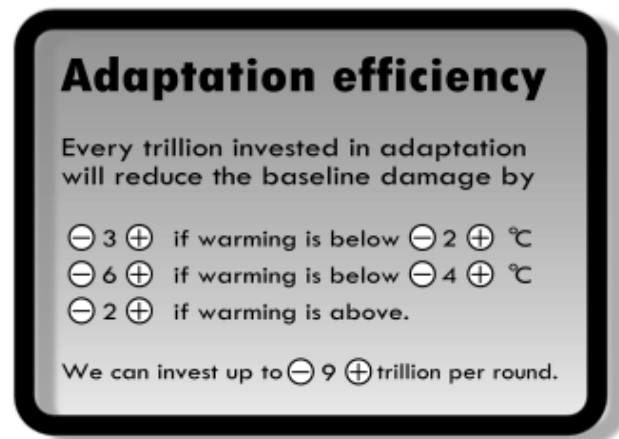 Adaptation efficiency
Every trillion invested in adaptation
will reduce the baseline damage by
⊖ 3 ⊕ if warming is below ⊖ 2 ⊕ °C
⊖ 6 ⊕ if warming is below ⊖ 4 ⊕ °C
⊖ 2 ⊕ if warming is above.
We can invest up to ⊖ 9 ⊕ trillion per round.